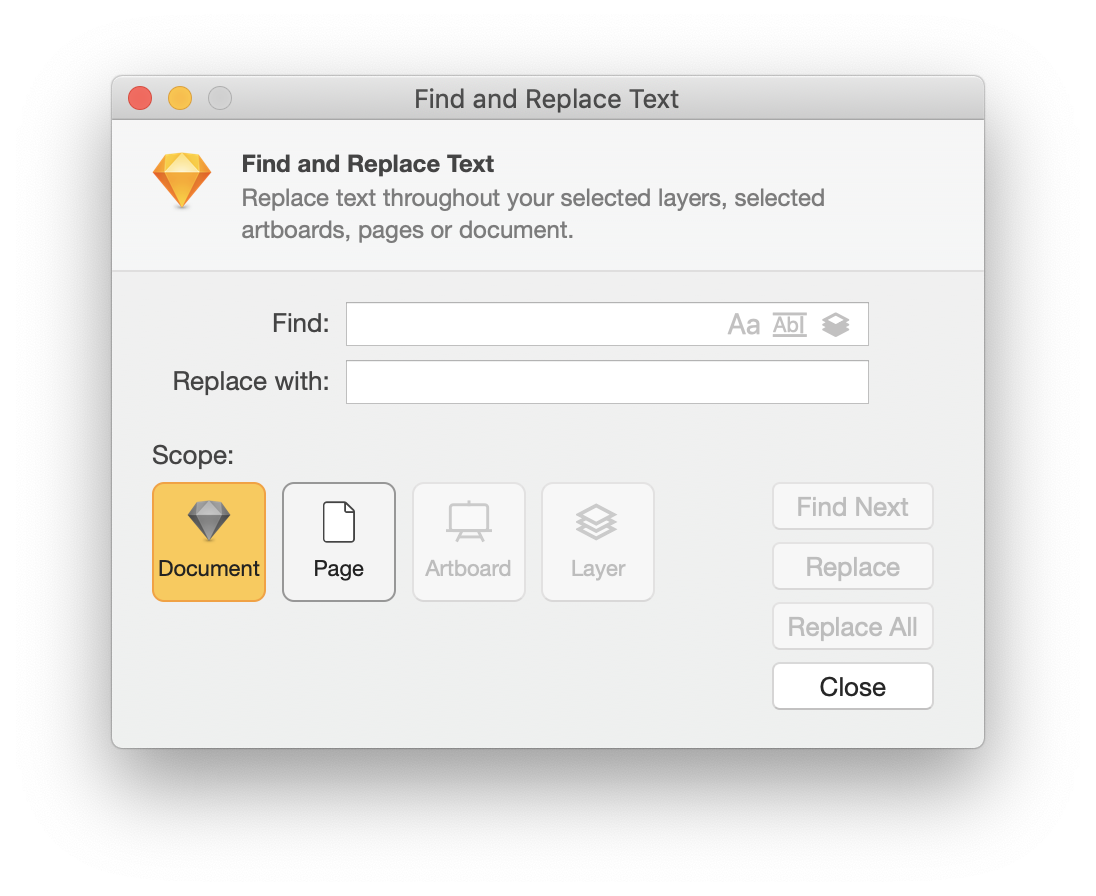 Find and Replace Text
Find and Replace Text
Replace text throughout your selected layers, selected
artboards, pages or document.
Find:
Aa Abl
Replace with:
Scope:
Document
Page
Artboard
Layer
Find Next
Replace
Replace All
Close